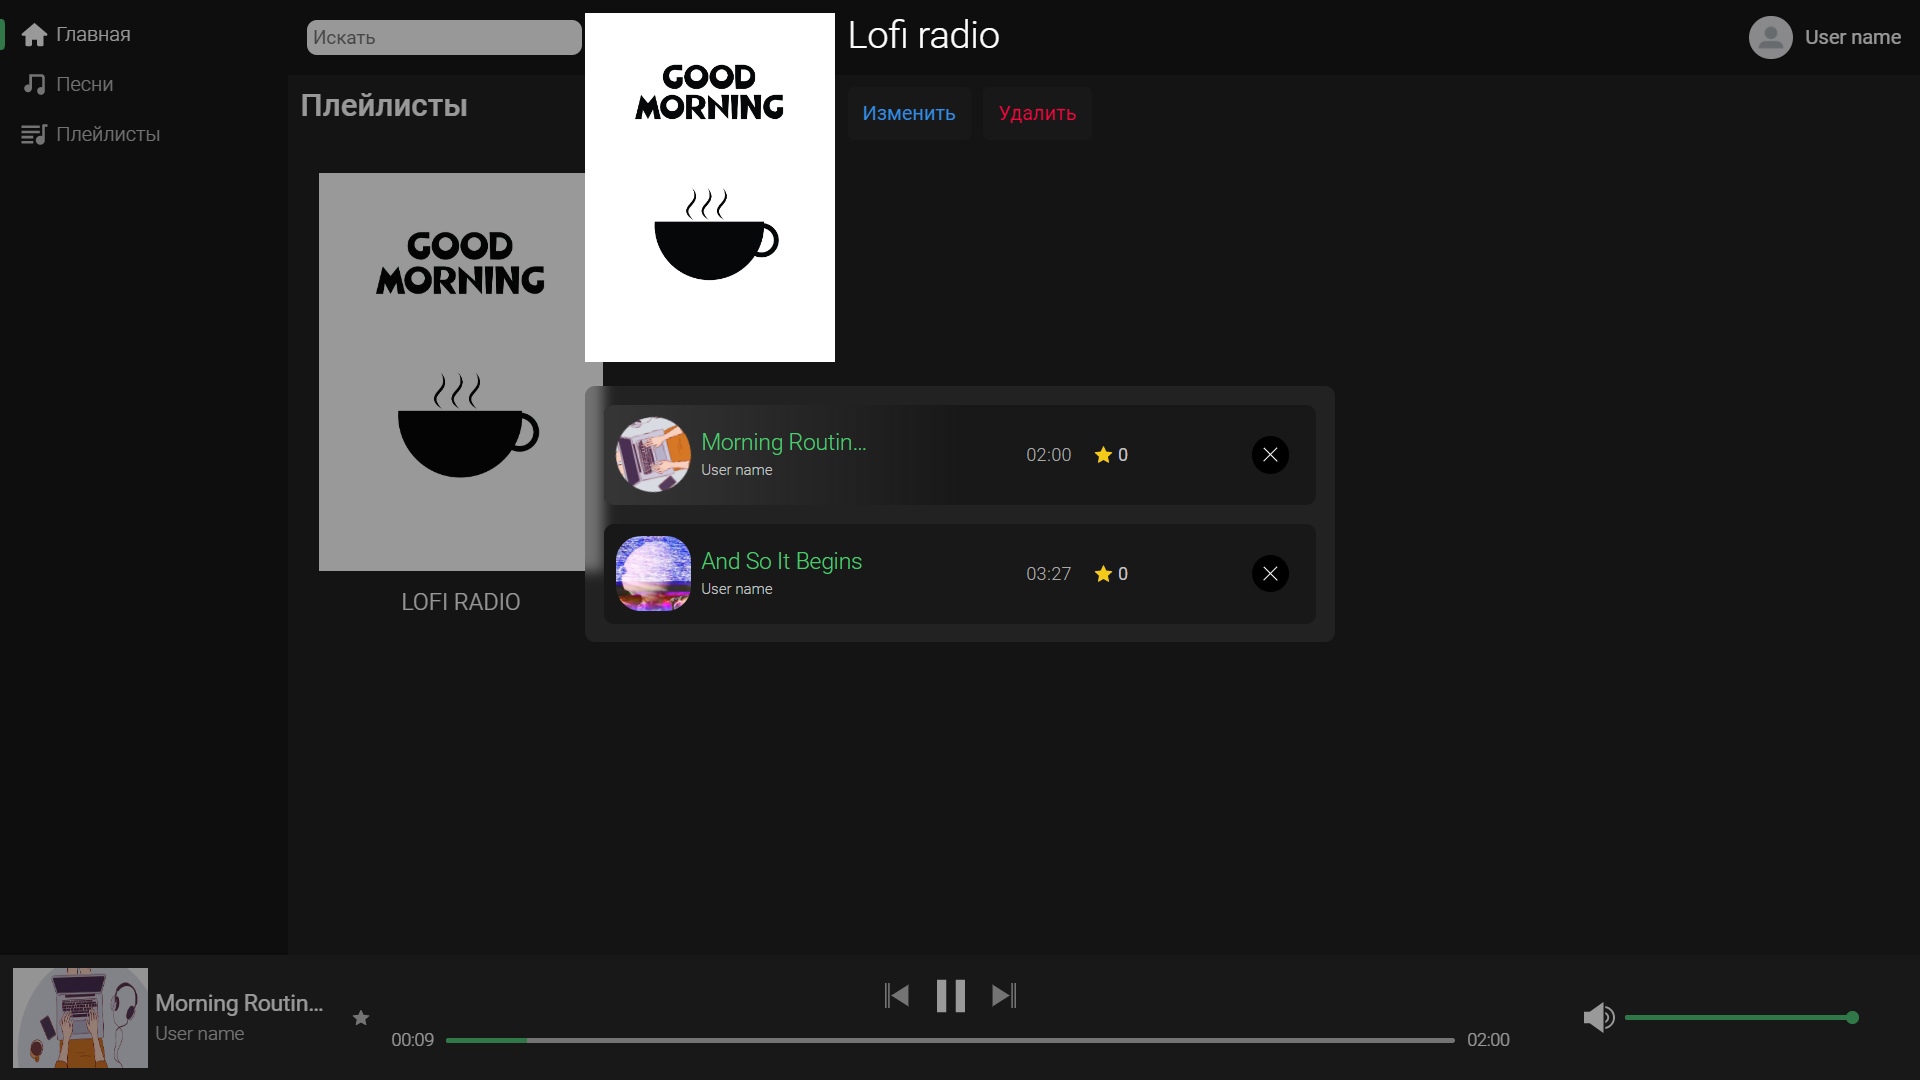 Главная
Песни
Плейлисты
Искать
User name
Плейлисты
GOOD
MORNING
LOFI RADIO
GOOD
MORNING
Lofi radio
Изменить
Удалить
Morning Routin...
User name
02:00
0
And So It Begins
User name
03:27
0
Morning Routin...
User name
00:09
02:00